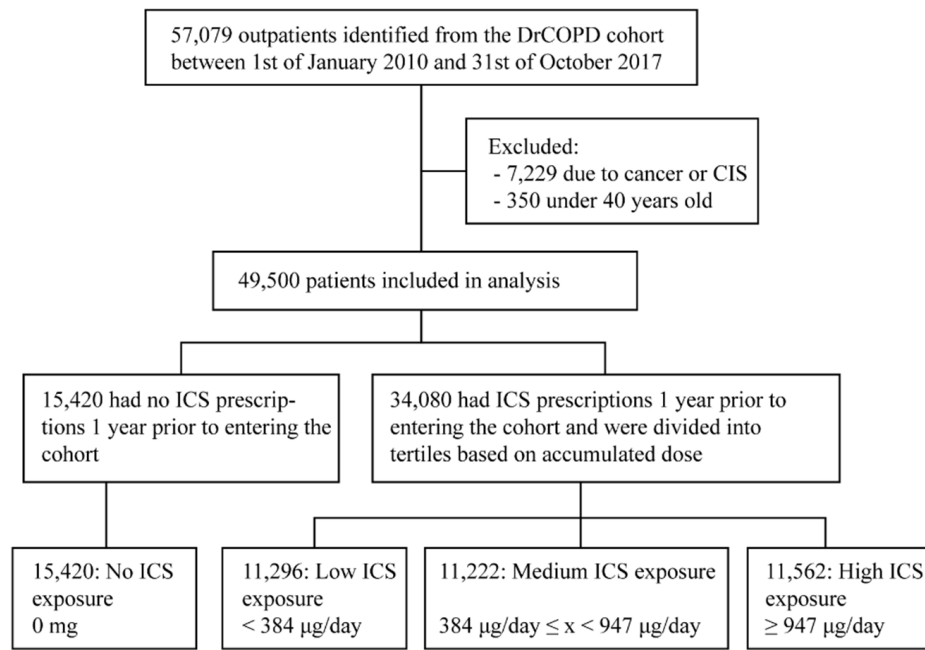 57,079 outpatients identified from the DrCOPD cohort
between 1st of January 2010 and 31st of October 2017
Excluded:
- 7,229 due to cancer or CIS
- 350 under 40 years old
49,500 patients included in analysis
15,420 had no ICS prescrip-
tions 1 year prior to entering the
cohort
34,080 had ICS prescriptions 1 year prior to
entering the cohort and were divided into
tertiles based on accumulated dose
15,420: No ICS
exposure
0 mg
11,296: Low ICS
exposure
< 384 µg/day
11,222: Medium ICS exposure
384 µg/day ≤ x < 947 µg/day
11,562: High ICS
exposure
≥ 947 µg/day